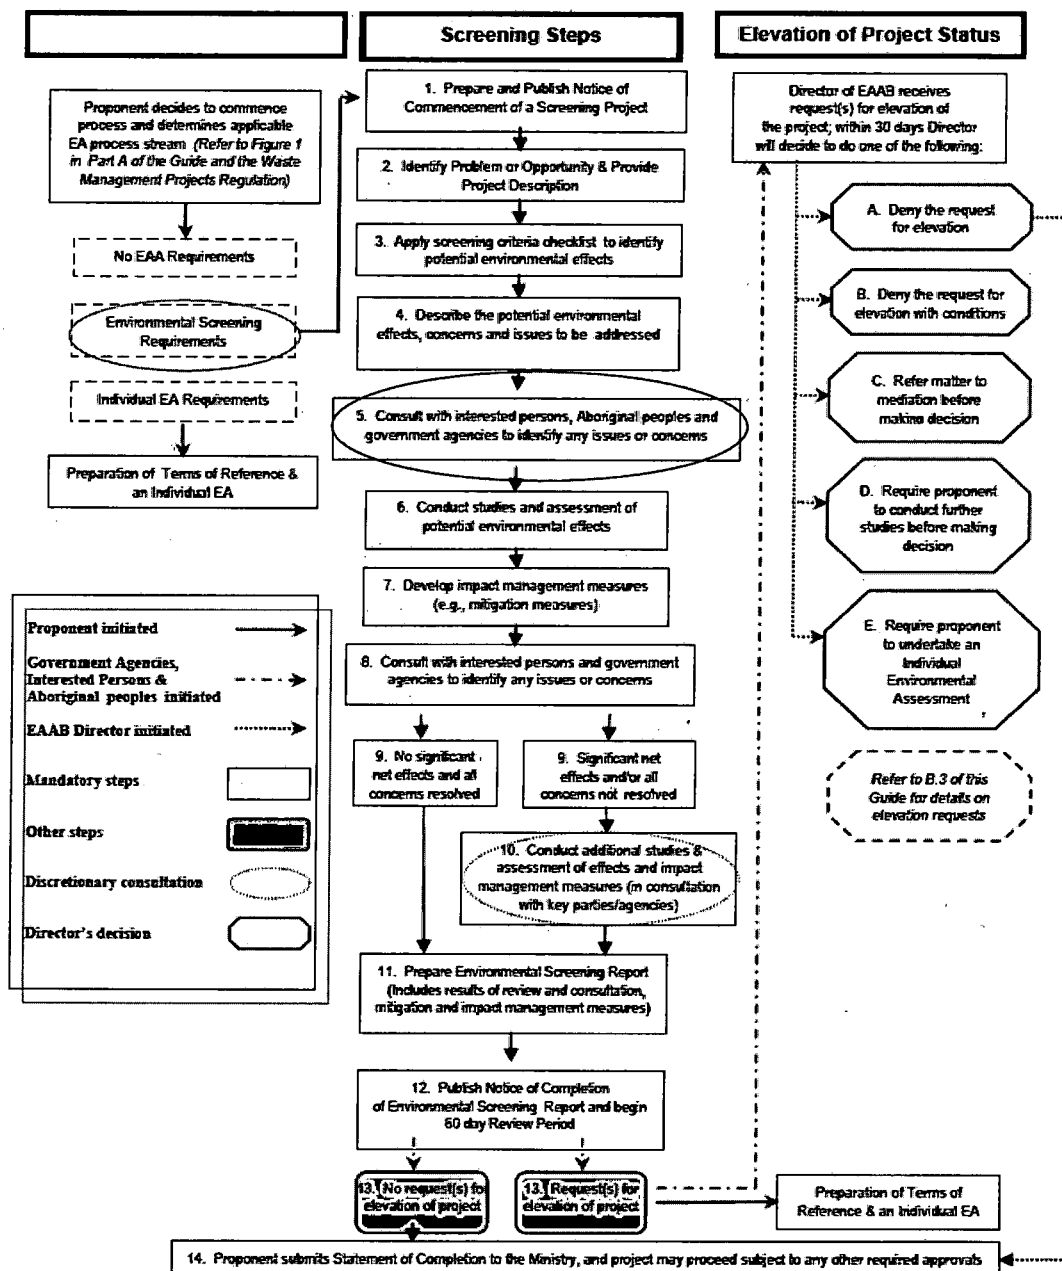 Screening Steps
Elevation of Project Status
Proponent decides to commence
process and determines applicable
EA process stream (Refer to Figure 1
in Part A of the Guide and the Waste
Management Projects Regulation)
No EAA Requirements
Environmental Screening
Requirements
Individual EA Requirements
Preparation of Terms of Reference &
an Individual EA
1. Prepare and Publish Notice of
Commencement of a Screening Project
2. Identify Problem or Opportunity & Provide
Project Description
3. Apply screening criteria checklist to identify
potential environmental effects
4. Describe the potential environmental
effects, concerns and issues to be addressed
5. Consult with interested persons, Aboriginal peoples and
government agencies to identify any issues or concerns
6. Conduct studies and assessment of
potential environmental effects
7. Develop impact management measures
(e.g., mitigation measures)
8. Consult with interested persons and government
agencies to identify any issues or concerns
9. No significant
net effects and all
concerns resolved
9. Significant net
effects and/or all
concerns not resolved
10. Conduct additional studies &
assessment of effects and impact
management measures (in consultation
with key parties/agencies)
11. Prepare Environmental Screening Report
(Includes results of review and consultation,
mitigation and impact management measures)
12. Publish Notice of Completion
of Environmental Screening Report and begin
60 day Review Period
13. No request(s) for
elevation of project
13. Request(s) for
elevation of project
Preparation of Terms of
Reference & an Individual EA
14. Proponent submits Statement of Completion to the Ministry, and project may proceed subject to any other required approvals
Director of EAAB receives
request(s) for elevation of
the project; within 30 days Director
will decide to do one of the following:
A. Deny the request
for elevation
B. Deny the request for
elevation with conditions
C. Refer matter to
mediation before
making decision
D. Require proponent
to conduct further
studies before making
decision
E. Require proponent
to undertake an
Individual
Environmental
Assessment
Refer to B.3 of this
Guide for details on
elevation requests
Proponent initiated
Government Agencies,
Interested Persons &
Aboriginal peoples initiated
EAAB Director initiated
Mandatory steps
Other steps
Discretionary consultation
Director's decision